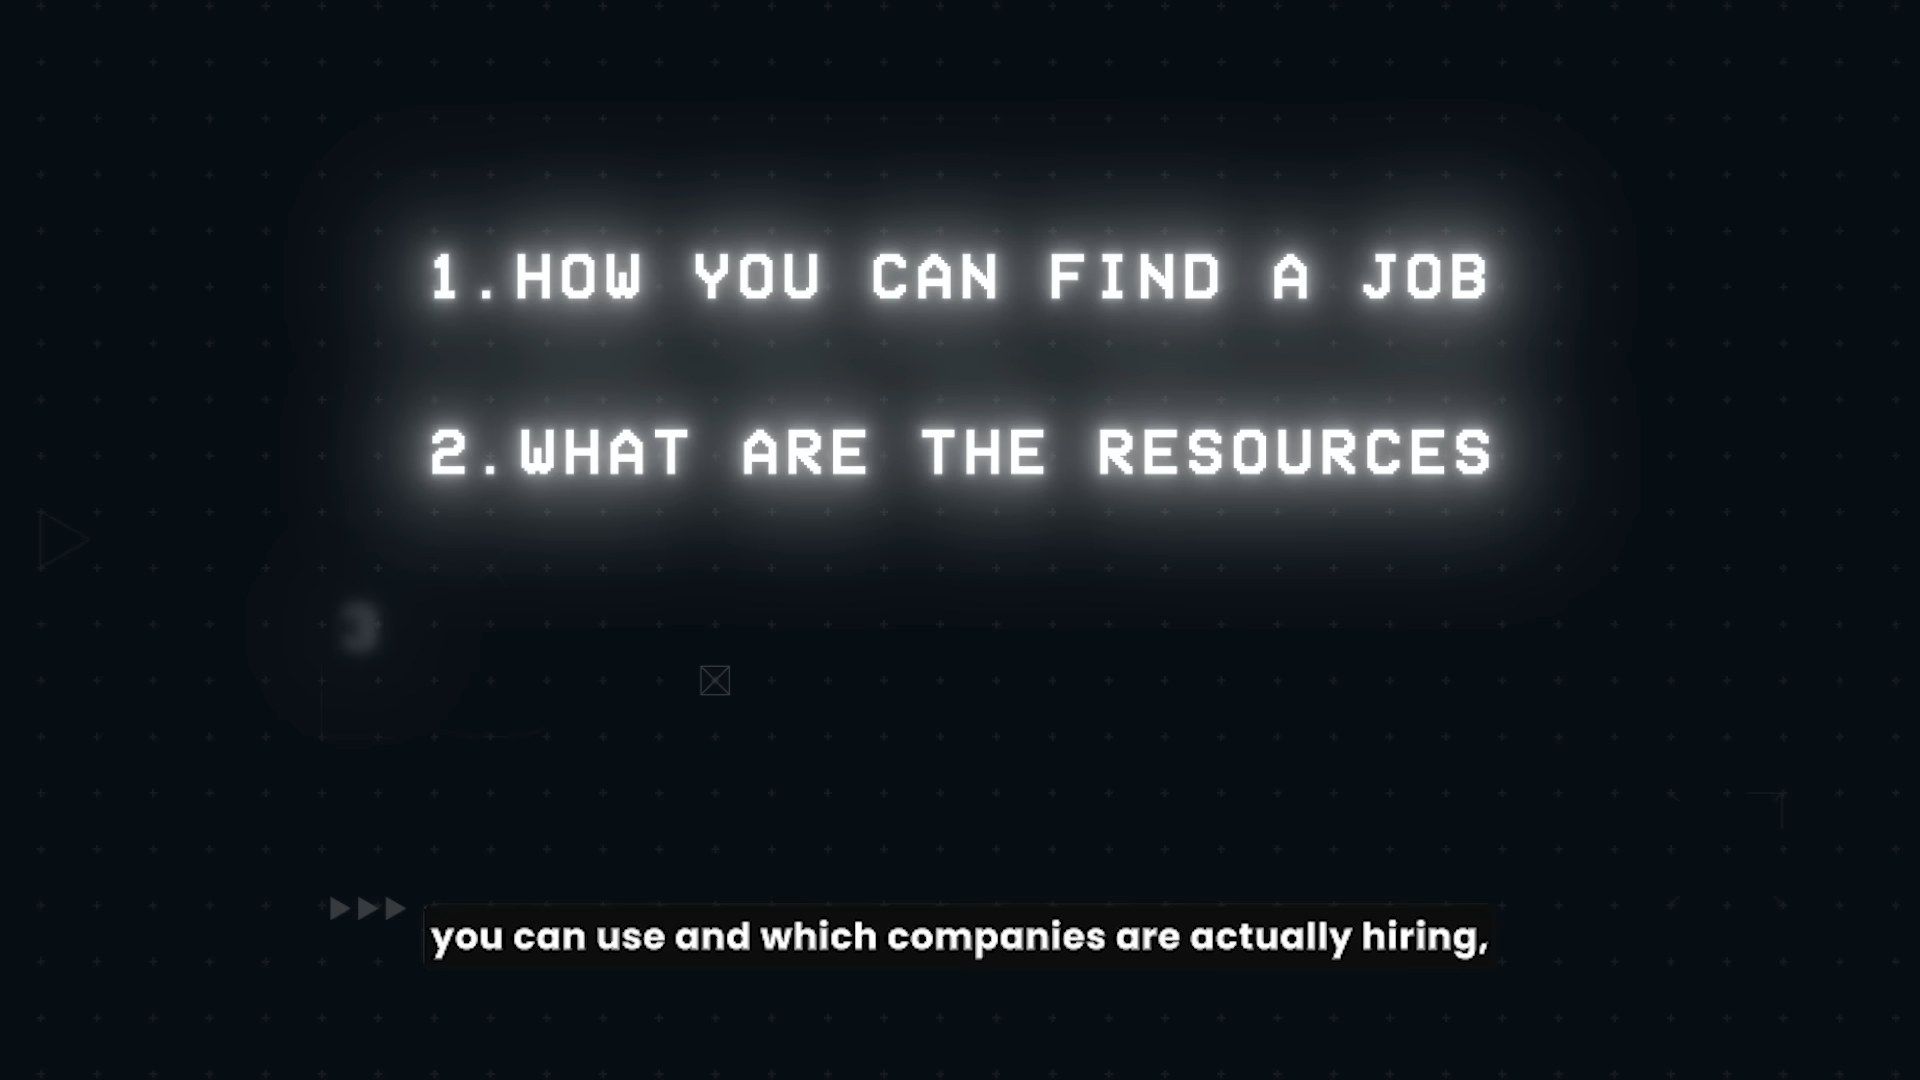 1.HOW YOU CAN FIND A JOB
2.WHAT ARE THE RESOURCES
3
you can use and which companies are actually hiring,